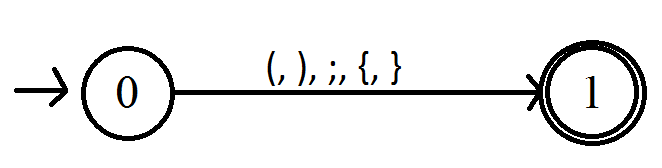 (, ), ;, {, }
0
1